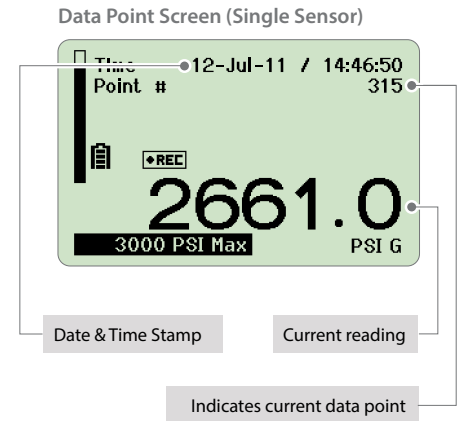 Data Point Screen (Single Sensor)
Time 12-Jul-11 / 14:46:50
Point # 315
◆REC
2661.0
3000 PSI Max PSI G
Date & Time Stamp Current reading
Indicates current data point